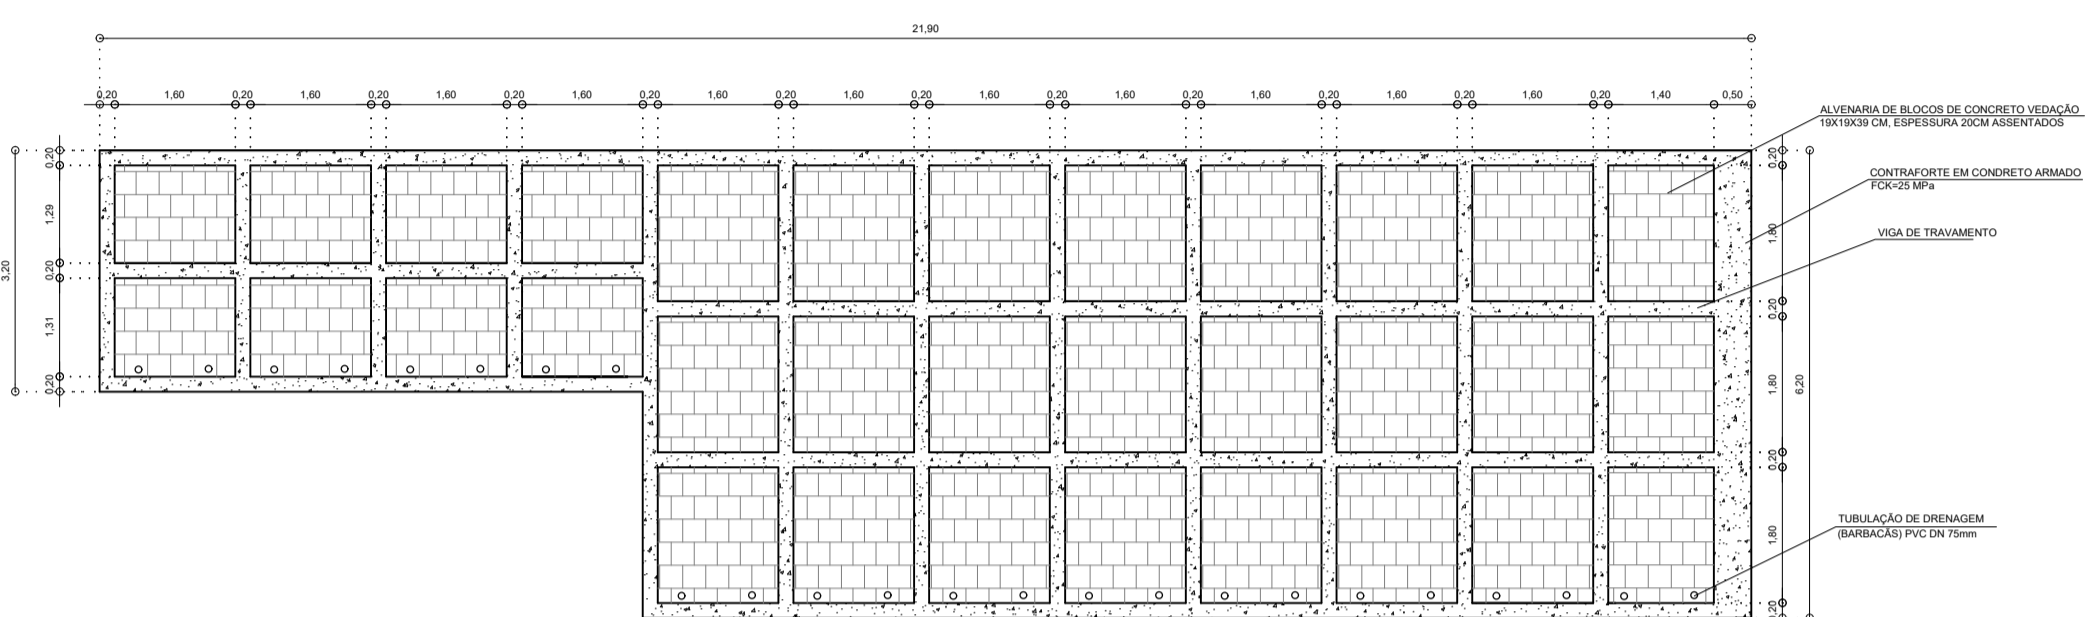 21,90
0,20 1,60 0,20 1,60 0,20 1,60 0,20 1,60 0,20 1,60 0,20 1,60 0,20 1,60 0,20 1,60 0,20 1,60 0,20 1,60 0,20 1,60 0,20 1,40 0,50
ALVENARIA DE BLOCOS DE CONCRETO VEDAÇÃO
19X19X39 CM, ESPESSURA 20CM ASSENTADOS
CONTRAFORTE EM CONDRETO ARMADO
FCK=25 MPa
VIGA DE TRAVAMENTO
TUBULAÇÃO DE DRENAGEM
(BARBACÃS) PVC DN 75mm
3,20
0,20
1,29
0,20
1,31
0,20
0,20
1,80
0,20
1,80
0,20
1,80
0,20
6,20